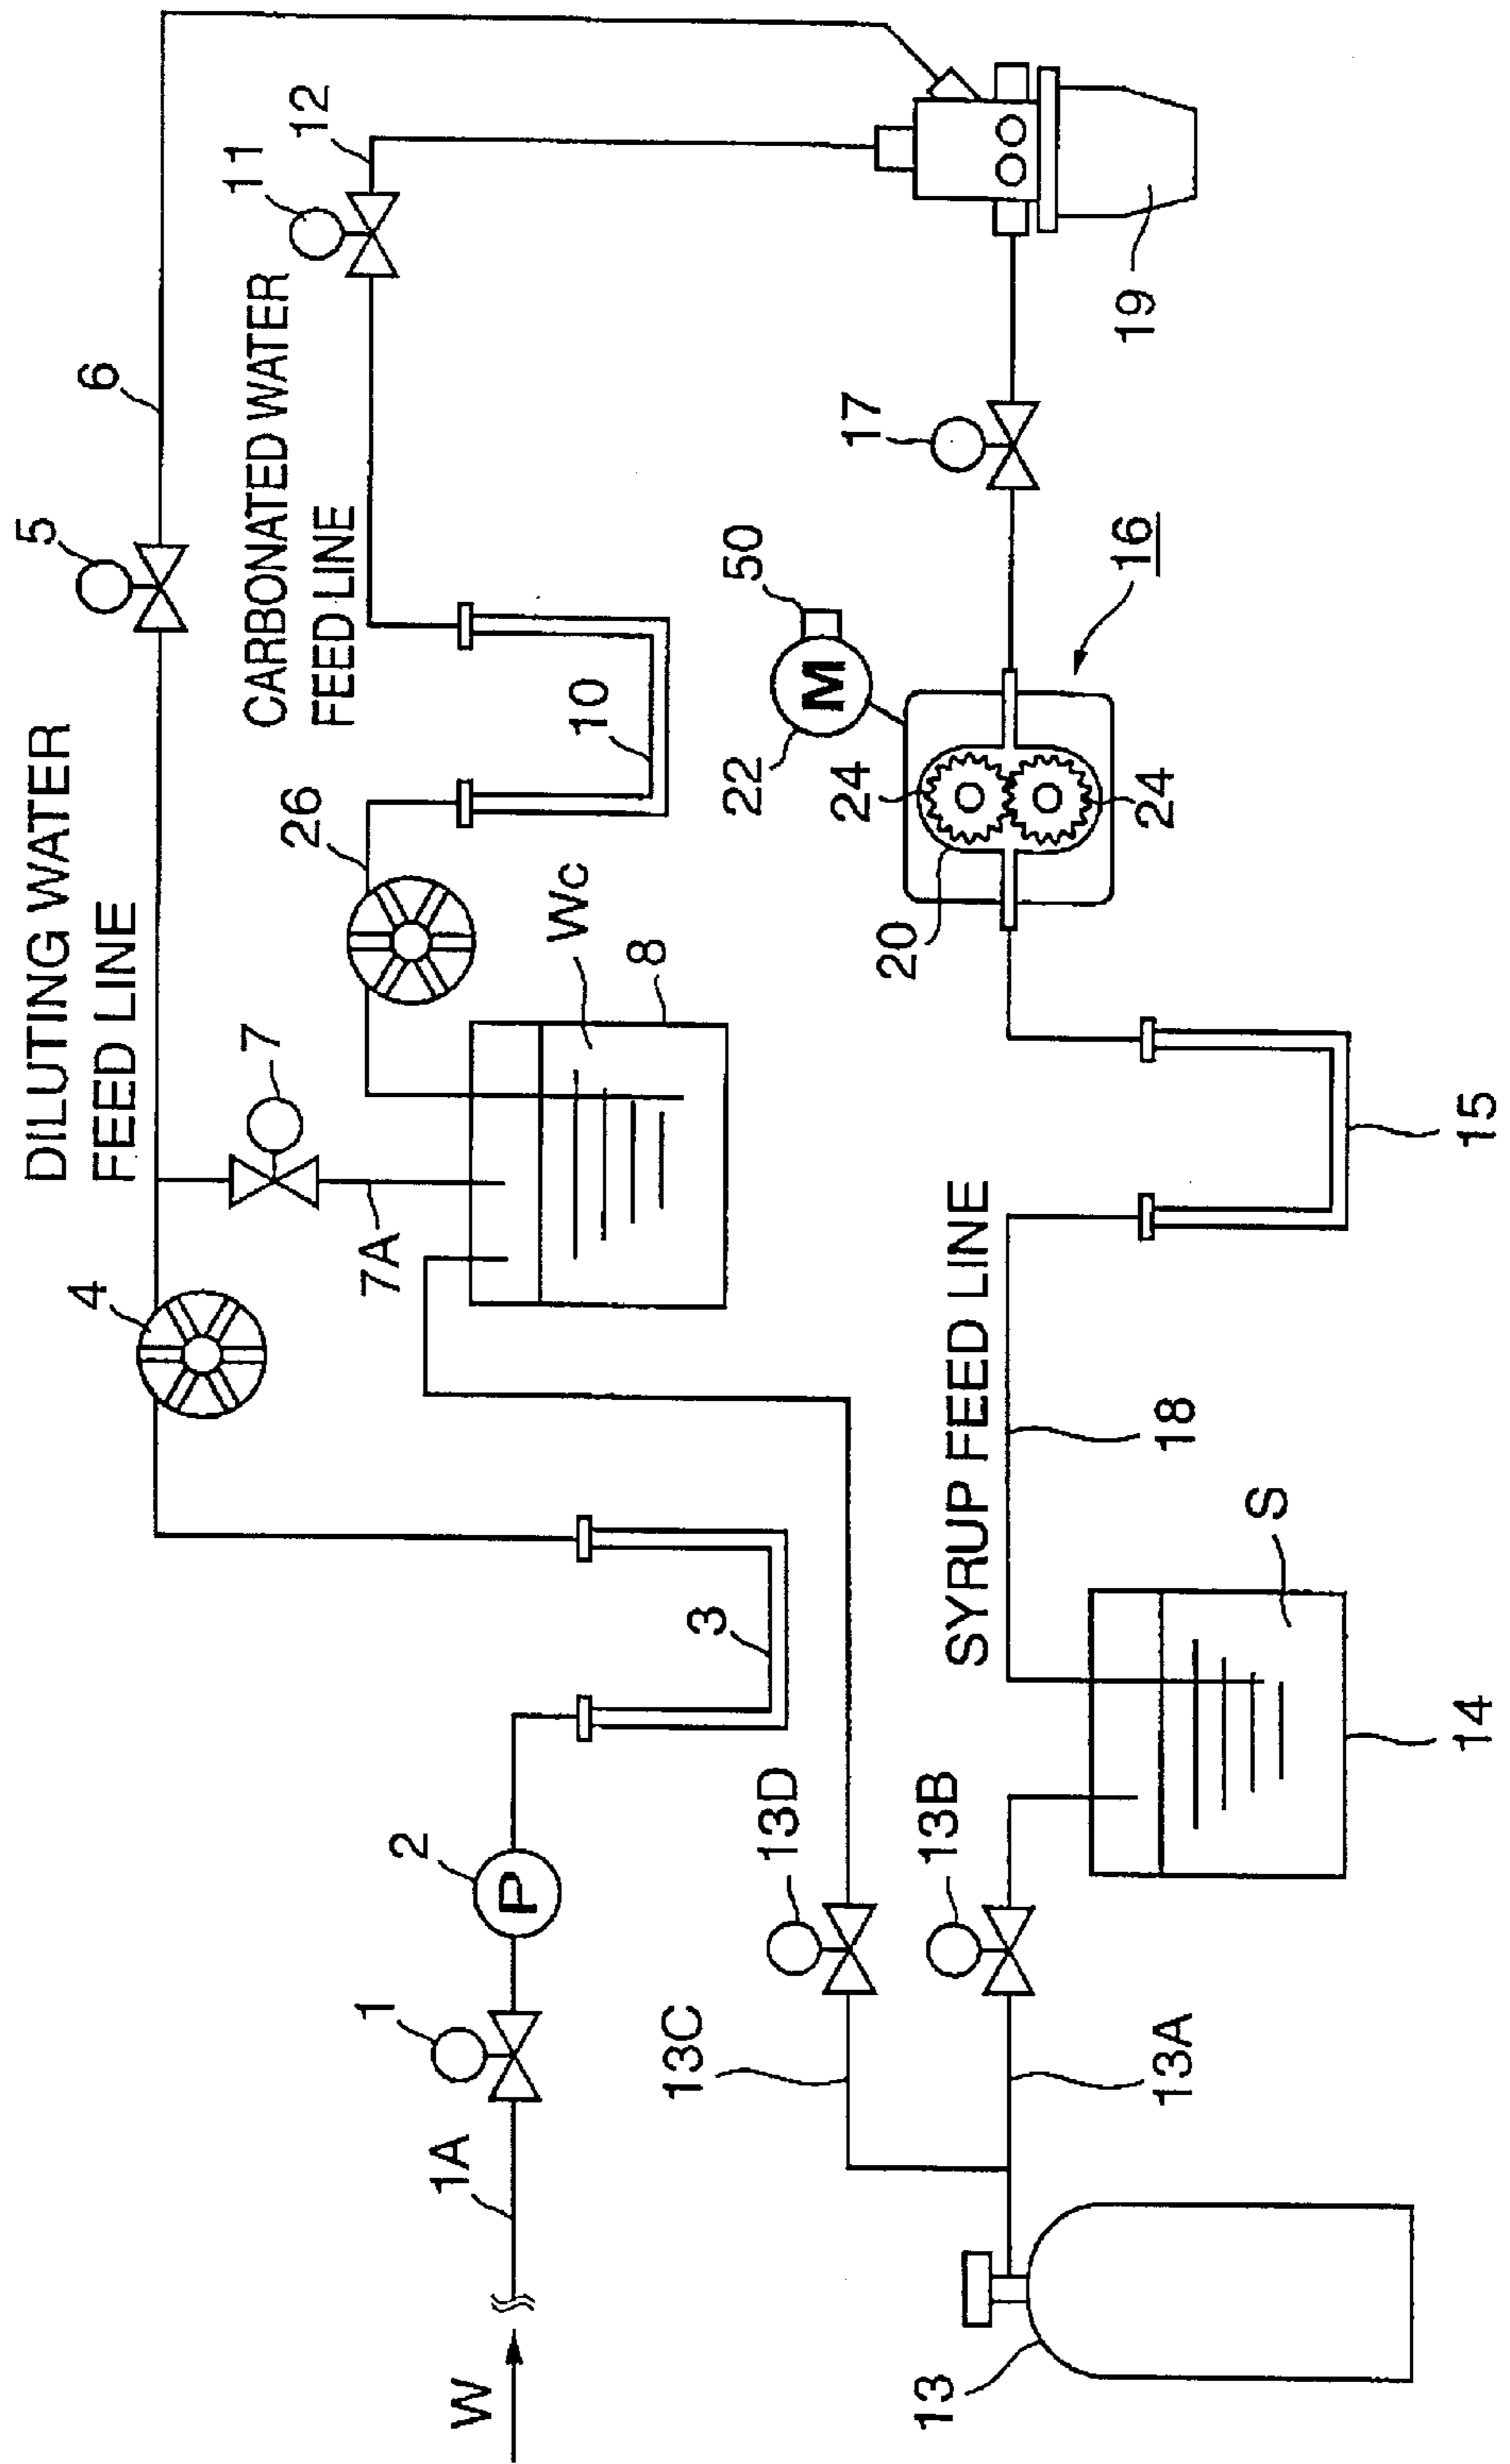 DILUTING WATER
FEED LINE
5
6
4
7
7A
CARBONATED WATER
FEED LINE
11
12
26
10
Wc
8
3
2
P
1
1A
W
13D
13C
13B
13A
13
SYRUP FEED LINE
18
S
14
15
50
M
22
24
24
20
16
17
19